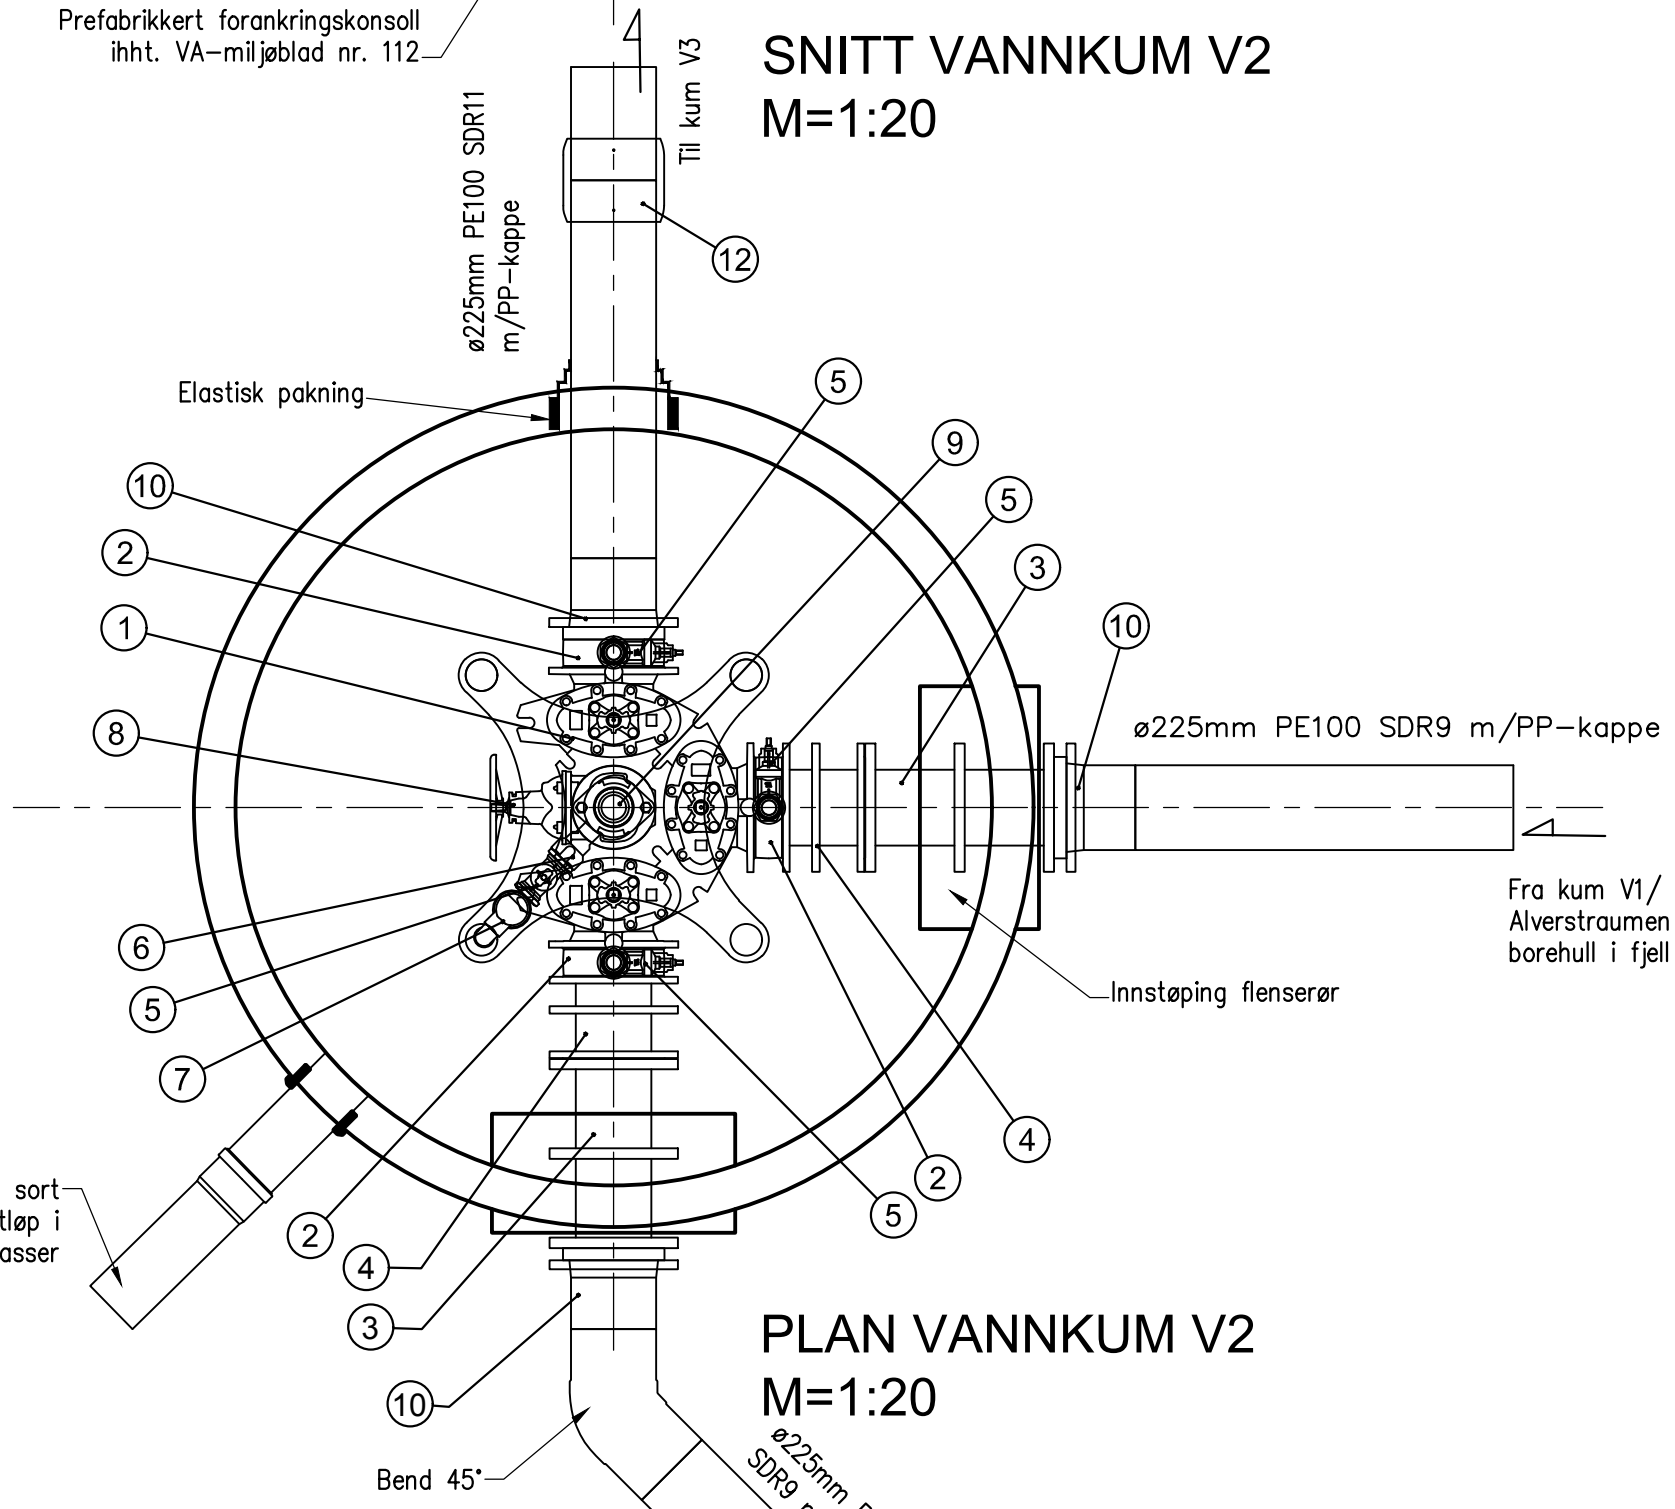 Prefabrikkert forankringskonsoll
ihht. VA-miljøblad nr. 112
SNITT VANNKUM V2
M=1:20
Til kum V3
ø225mm PE100 SDR11
m/PP-kappe
12
Elastisk pakning
5
9
10
5
2
3
1
10
8
ø225mm PE100 SDR9 m/PP-kappe
Fra kum V1/
Alverstraumen
borehull i fjell
6
Innstøping flenserør
5
7
4
2
sort
tløp i
asser
5
2
4
3
PLAN VANNKUM V2
M=1:20
10
ø225mm
SDR9
Bend 45°